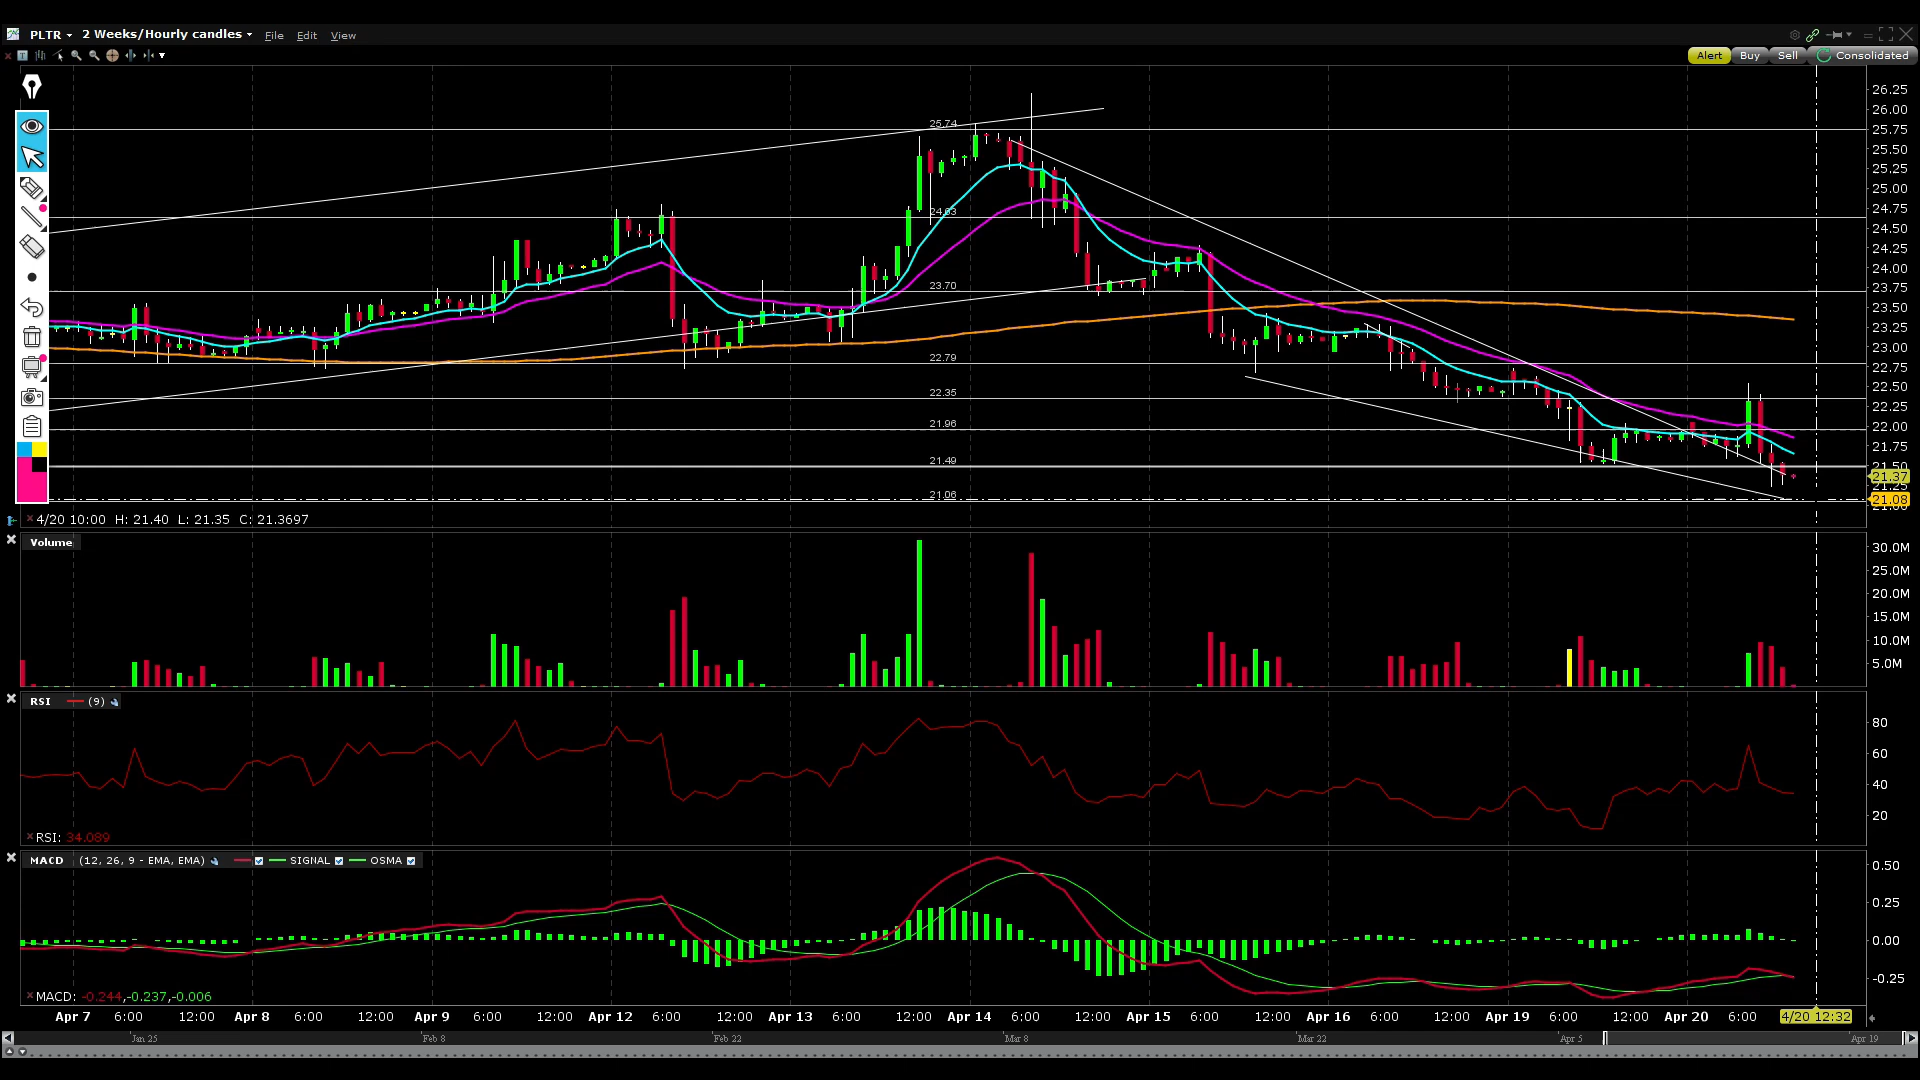 PLTR 2 Weeks/Hourly candles File Edit View
Alert Buy Sell Consolidated
26.25
26.00
25.75
25.50
25.25
25.00
24.75
24.50
24.25
24.00
23.75
23.50
23.25
23.00
22.75
22.50
22.25
22.00
21.75
21.50
21.37
21.25
21.08
21.00
25.74
24.63
23.70
22.79
22.35
21.96
21.49
21.06
4/20 10:00 H: 21.40 L: 21.35 C: 21.3697
Volume
30.0M
25.0M
20.0M
15.0M
10.0M
5.0M
RSI (9)
80
60
40
20
RSI: 34.089
MACD (12, 26, 9 - EMA, EMA) SIGNAL OSMA
0.50
0.25
0.00
-0.25
MACD: -0.244,-0.237,-0.006
Apr 7 6:00 12:00 Apr 8 6:00 12:00 Apr 9 6:00 12:00 Apr 12 6:00 12:00 Apr 13 6:00 12:00 Apr 14 6:00 12:00 Apr 15 6:00 12:00 Apr 16 6:00 12:00 Apr 19 6:00 12:00 Apr 20 6:00 4/20 12:32
Jan 25 Feb 8 Feb 22 Mar 8 Mar 22 Apr 5 Apr 19